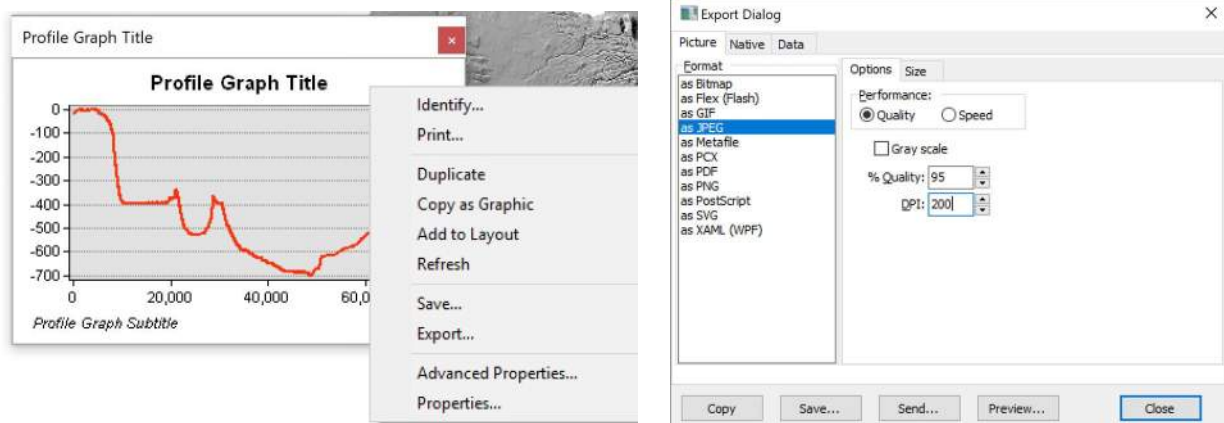 Profile Graph Title
×
Profile Graph Title
0
-100
-200
-300
-400
-500
-600
-700
0 20,000 40,000 60,0
Profile Graph Subtitle
Identify...
Print...
Duplicate
Copy as Graphic
Add to Layout
Refresh
Save...
Export...
Advanced Properties...
Properties...
Export Dialog ×
Picture Native Data
Format
as Bitmap
as Flex (Flash)
as GIF
as JPEG
as Metafile
as PCX
as PDF
as PNG
as PostScript
as SVG
as XAML (WPF)
Options Size
Performance:
Quality Speed
Gray scale
% Quality: 95
DPI: 200
Copy Save... Send... Preview... Close